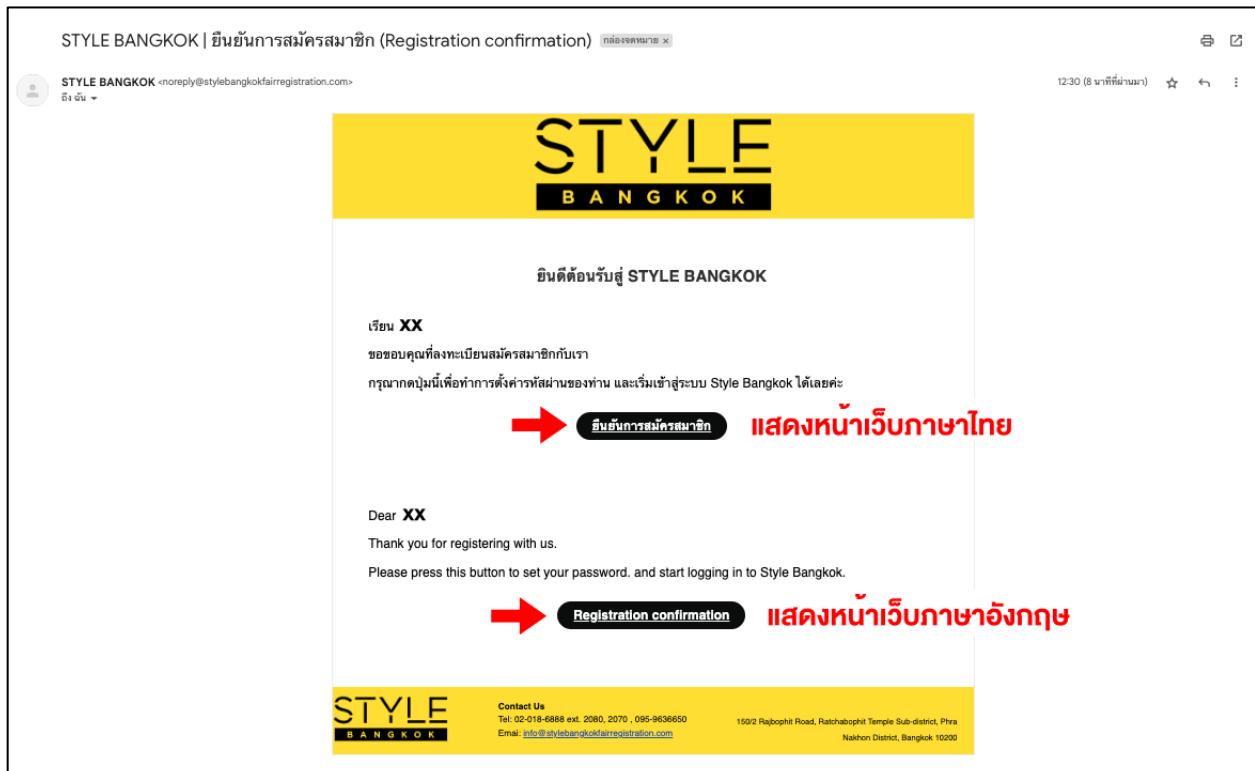 STYLE BANGKOK | ยืนยันการสมัครสมาชิก (Registration confirmation) กล่องจดหมาย ×
STYLE BANGKOK <noreply@stylebangkokfairregistration.com>
12:30 (8 นาทีที่ผ่านมา)
ถึง ฉัน
STYLE
BANGKOK
ยินดีต้อนรับสู่ STYLE BANGKOK
เรียน XX
ขอขอบคุณที่ลงทะเบียนสมัครสมาชิกกับเรา
กรุณากดปุ่มนี้เพื่อทำการตั้งค่ารหัสผ่านของท่าน และเริ่มเข้าสู่ระบบ Style Bangkok ได้เลยค่ะ
ยืนยันการสมัครสมาชิก แสดงหน้าเว็บภาษาไทย
Dear XX
Thank you for registering with us.
Please press this button to set your password. and start logging in to Style Bangkok.
Registration confirmation แสดงหน้าเว็บภาษาอังกฤษ
STYLE
BANGKOK
Contact Us
Tel: 02-018-6888 ext. 2080, 2070 , 095-9636650
Emai: info@stylebangkokfairregistration.com
150/2 Rajbophit Road, Ratchabophit Temple Sub-district, Phra
Nakhon District, Bangkok 10200